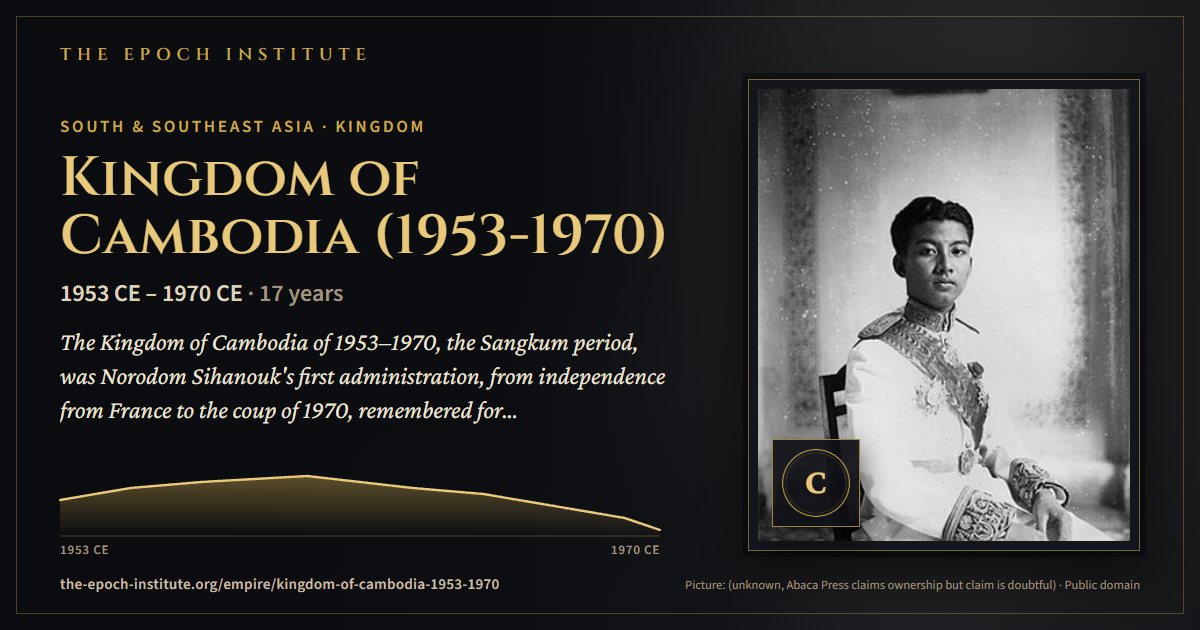 THE EPOCH INSTITUTE
SOUTH & SOUTHEAST ASIA · KINGDOM
KINGDOM OF
CAMBODIA (1953-1970)
1953 CE – 1970 CE · 17 years
The Kingdom of Cambodia of 1953–1970, the Sangkum period,
was Norodom Sihanouk's first administration, from independence
from France to the coup of 1970, remembered for...
C
1953 CE
1970 CE
the-epoch-institute.org/empire/kingdom-of-cambodia-1953-1970
Picture: (unknown, Abaca Press claims ownership but claim is doubtful) · Public domain